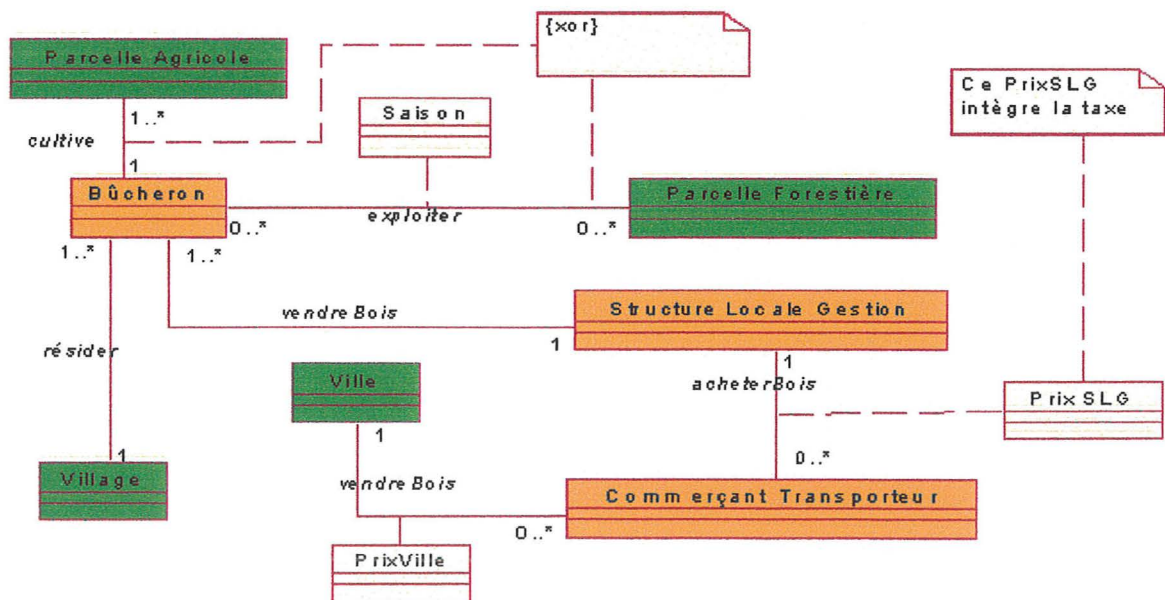 {xor}
Parcelle Agricole
Ce PrixSLG
intègre la taxe
1..*
Saison
cultive
1
Bûcheron
Parcelle Forestière
exploiter
0..*
0..*
1..*
1..*
Structure Locale Gestion
vendreBois
1
1
résider
Ville
acheterBois
Prix SLG
1
1
0..*
Village
vendreBois
Commerçant Transporteur
0..*
PrixVille